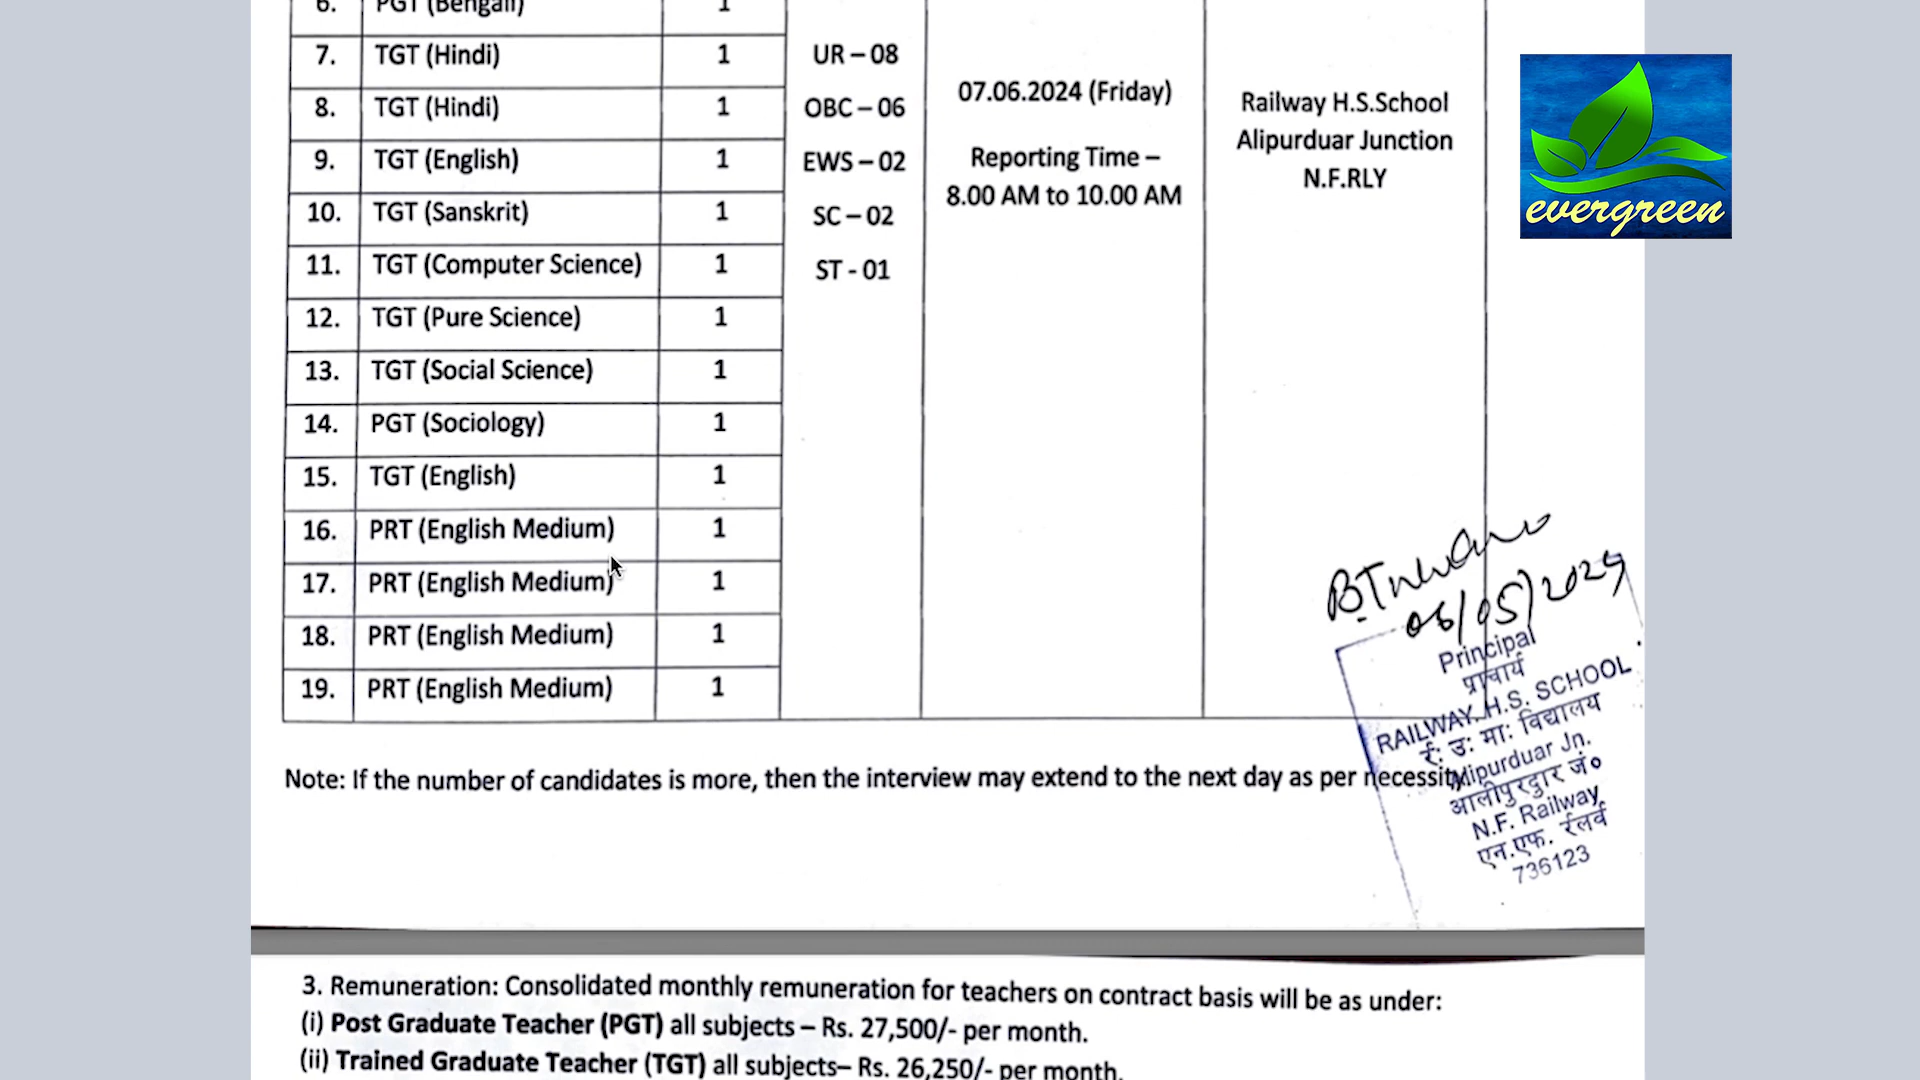 6. PGT (Bengali) 1
7. TGT (Hindi) 1
8. TGT (Hindi) 1
9. TGT (English) 1
10. TGT (Sanskrit) 1
11. TGT (Computer Science) 1
12. TGT (Pure Science) 1
13. TGT (Social Science) 1
14. PGT (Sociology) 1
15. TGT (English) 1
16. PRT (English Medium) 1
17. PRT (English Medium) 1
18. PRT (English Medium) 1
19. PRT (English Medium) 1
UR – 08
OBC – 06
EWS – 02
SC – 02
ST - 01
07.06.2024 (Friday)
Reporting Time –
8.00 AM to 10.00 AM
Railway H.S.School
Alipurduar Junction
N.F.RLY
evergreen
06/05/2024
Principal
प्राचार्य
RAILWAY H.S. SCHOOL
रे: उ: मा: विद्यालय
Alipurduar Jn.
आलीपुरद्वार जं०
N.F. Railway
एन.एफ. रेलवे
736123
Note: If the number of candidates is more, then the interview may extend to the next day as per necessity
3. Remuneration: Consolidated monthly remuneration for teachers on contract basis will be as under:
(i) Post Graduate Teacher (PGT) all subjects – Rs. 27,500/- per month.
(ii) Trained Graduate Teacher (TGT) all subjects– Rs. 26,250/- per month.